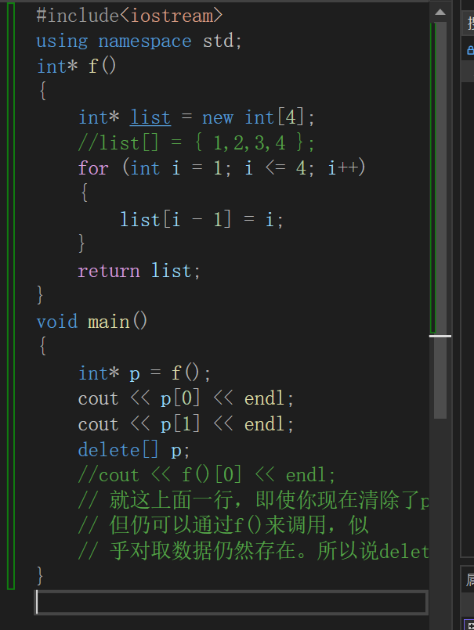 #include<iostream>
using namespace std;
int* f()
{
    int* list = new int[4];
    //list[] = { 1,2,3,4 };
    for (int i = 1; i <= 4; i++)
    {
        list[i - 1] = i;
    }
    return list;
}
void main()
{
    int* p = f();
    cout << p[0] << endl;
    cout << p[1] << endl;
    delete[] p;
    //cout << f()[0] << endl;
    // 就这上面一行，即使你现在清除了p
    // 但仍可以通过f()来调用，似
    // 乎对取数据仍然存在。所以说delet
}